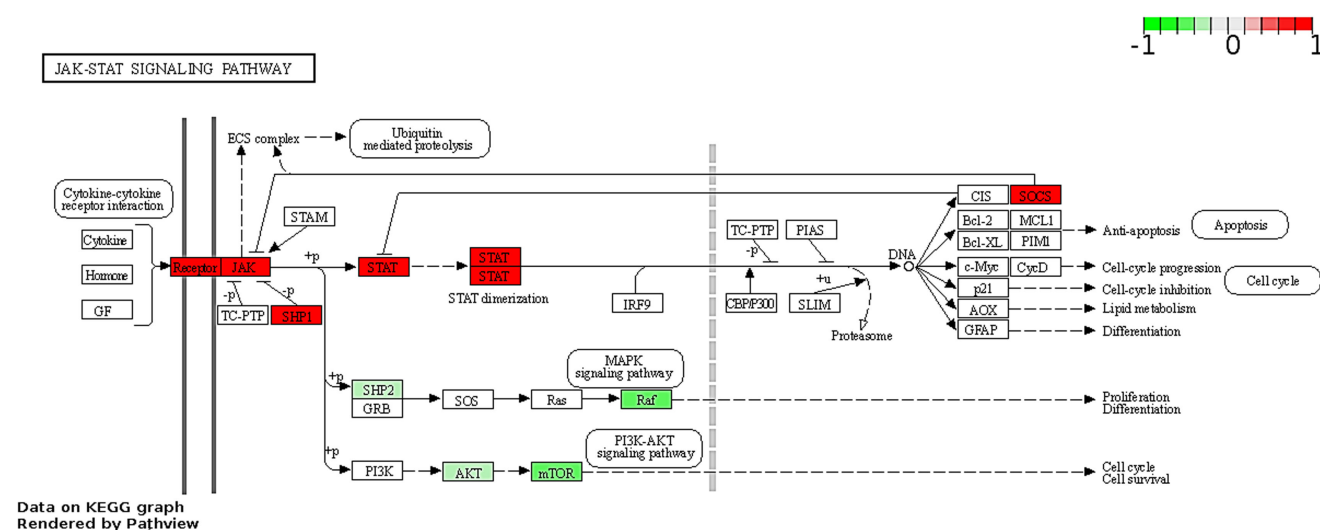 -1 0 1
JAK-STAT SIGNALING PATHWAY
ECS complex
Ubiquitin
mediated proteolysis
Cytokine-cytokine
receptor interaction
Cytokine
Hormone
GF
STAM
Receptor JAK
+p
STAT
STAT
STAT
STAT dimerization
-p
-p
TC-PTP
SHP1
IRF9
TC-PTP
PIAS
-p
+u
CBP/P300
SLIM
Proteasome
DNA
CIS
SOCS
Bcl-2
MCL1
Bcl-XL
PIM1
Anti-apoptosis
Apoptosis
c-Myc
CycD
Cell-cycle progression
Cell cycle
p21
Cell-cycle inhibition
AOX
Lipid metabolism
GFAP
Differentiation
+p
SHP2
GRB
SOS
Ras
MAPK
signaling pathway
Raf
Proliferation
Differentiation
+p
PI3K
AKT
PI3K-AKT
signaling pathway
mTOR
Cell cycle
Cell survival
Data on KEGG graph
Rendered by Pathview